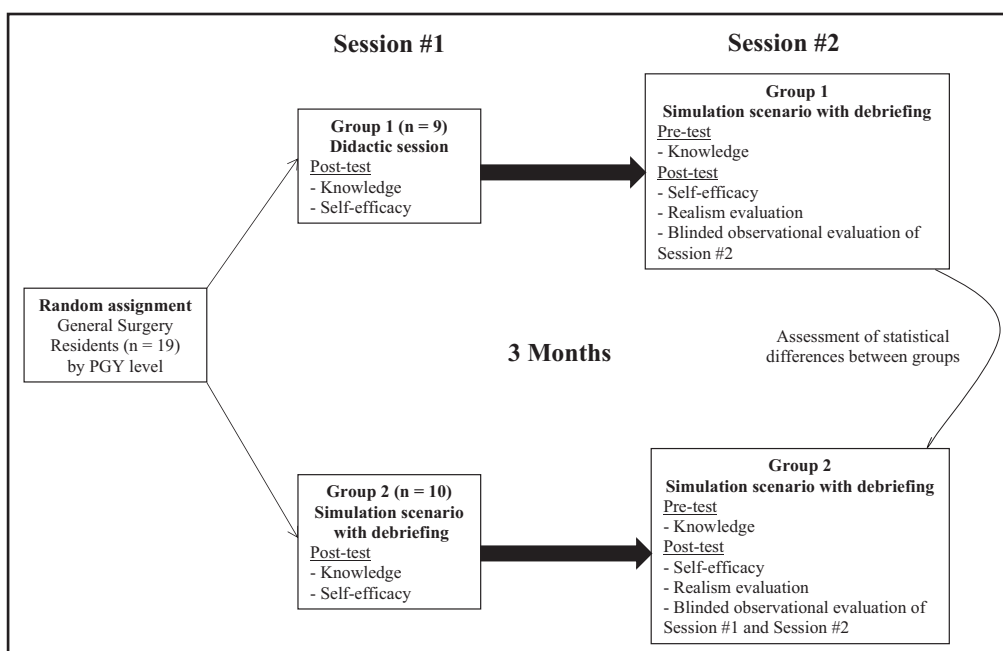 Session #1
Session #2
Group 1 (n = 9)
Didactic session
Post-test
- Knowledge
- Self-efficacy
Group 1
Simulation scenario with debriefing
Pre-test
- Knowledge
Post-test
- Self-efficacy
- Realism evaluation
- Blinded observational evaluation of
Session #2
Random assignment
General Surgery
Residents (n = 19)
by PGY level
3 Months
Assessment of statistical
differences between groups
Group 2 (n = 10)
Simulation scenario
with debriefing
Post-test
- Knowledge
- Self-efficacy
Group 2
Simulation scenario with debriefing
Pre-test
- Knowledge
Post-test
- Self-efficacy
- Realism evaluation
- Blinded observational evaluation of
Session #1 and Session #2